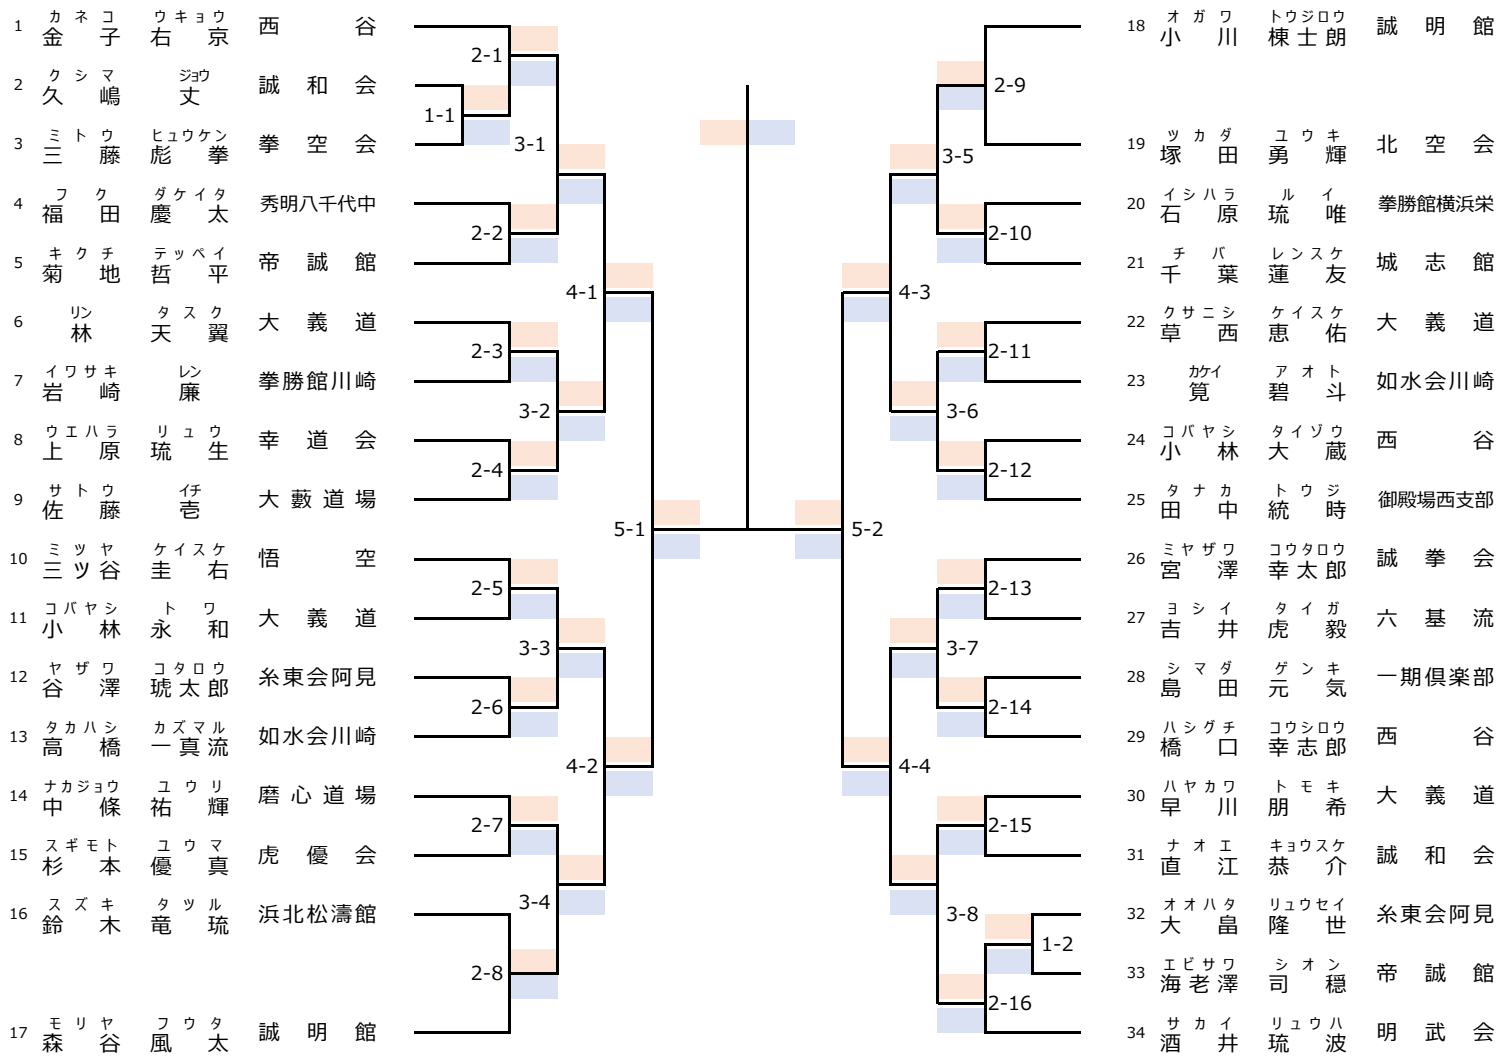 カネコ ウキョウ
1 金子 右京 西谷
クシマ ジョウ
2 久嶋 丈 誠和会
ミトウ ヒュウケン
3 三藤 彪拳 拳空会
フク ダケイタ
4 福田 慶太 秀明八千代中
キクチ テッペイ
5 菊地 哲平 帝誠館
リン タスク
6 林 天翼 大義道
イワサキ レン
7 岩崎 廉 拳勝館川崎
ウエハラ リュウ
8 上原 琉生 幸道会
サトウ イチ
9 佐藤 壱 大藪道場
ミツヤ ケイスケ
10 三ツ谷 圭右 悟空
コバヤシ トワ
11 小林 永和 大義道
ヤザワ コタロウ
12 谷澤 琥太郎 糸東会阿見
タカハシ カズマル
13 高橋 一真流 如水会川崎
ナカジョウ ユウリ
14 中條 祐輝 磨心道場
スギモト ユウマ
15 杉本 優真 虎優会
スズキ タツル
16 鈴木 竜琉 浜北松濤館
モリヤ フウタ
17 森谷 風太 誠明館
1-1
2-1
2-2
2-3
2-4
2-5
2-6
2-7
2-8
3-1
3-2
3-3
3-4
4-1
4-2
5-1
5-2
4-3
4-4
3-5
3-6
3-7
3-8
2-9
2-10
2-11
2-12
2-13
2-14
2-15
2-16
1-2
オガワ トウジロウ
18 小川 棟士朗 誠明館
ツカダ ユウキ
19 塚田 勇輝 北空会
イシハラ ルイ
20 石原 琉唯 拳勝館横浜栄
チバ レンスケ
21 千葉 蓮友 城志館
クサニシ ケイスケ
22 草西 恵佑 大義道
カケイ アオト
23 筧 碧斗 如水会川崎
コバヤシ タイゾウ
24 小林 大蔵 西谷
タナカ トウジ
25 田中 統時 御殿場西支部
ミヤザワ コウタロウ
26 宮澤 幸太郎 誠拳会
ヨシイ タイガ
27 吉井 虎毅 六基流
シマダ ゲンキ
28 島田 元気 一期倶楽部
ハシグチ コウシロウ
29 橋口 幸志郎 西谷
ハヤカワ トモキ
30 早川 朋希 大義道
ナオエ キョウスケ
31 直江 恭介 誠和会
オオハタ リュウセイ
32 大畠 隆世 糸東会阿見
エビサワ シオン
33 海老澤 司穏 帝誠館
サカイ リュウハ
34 酒井 琉波 明武会